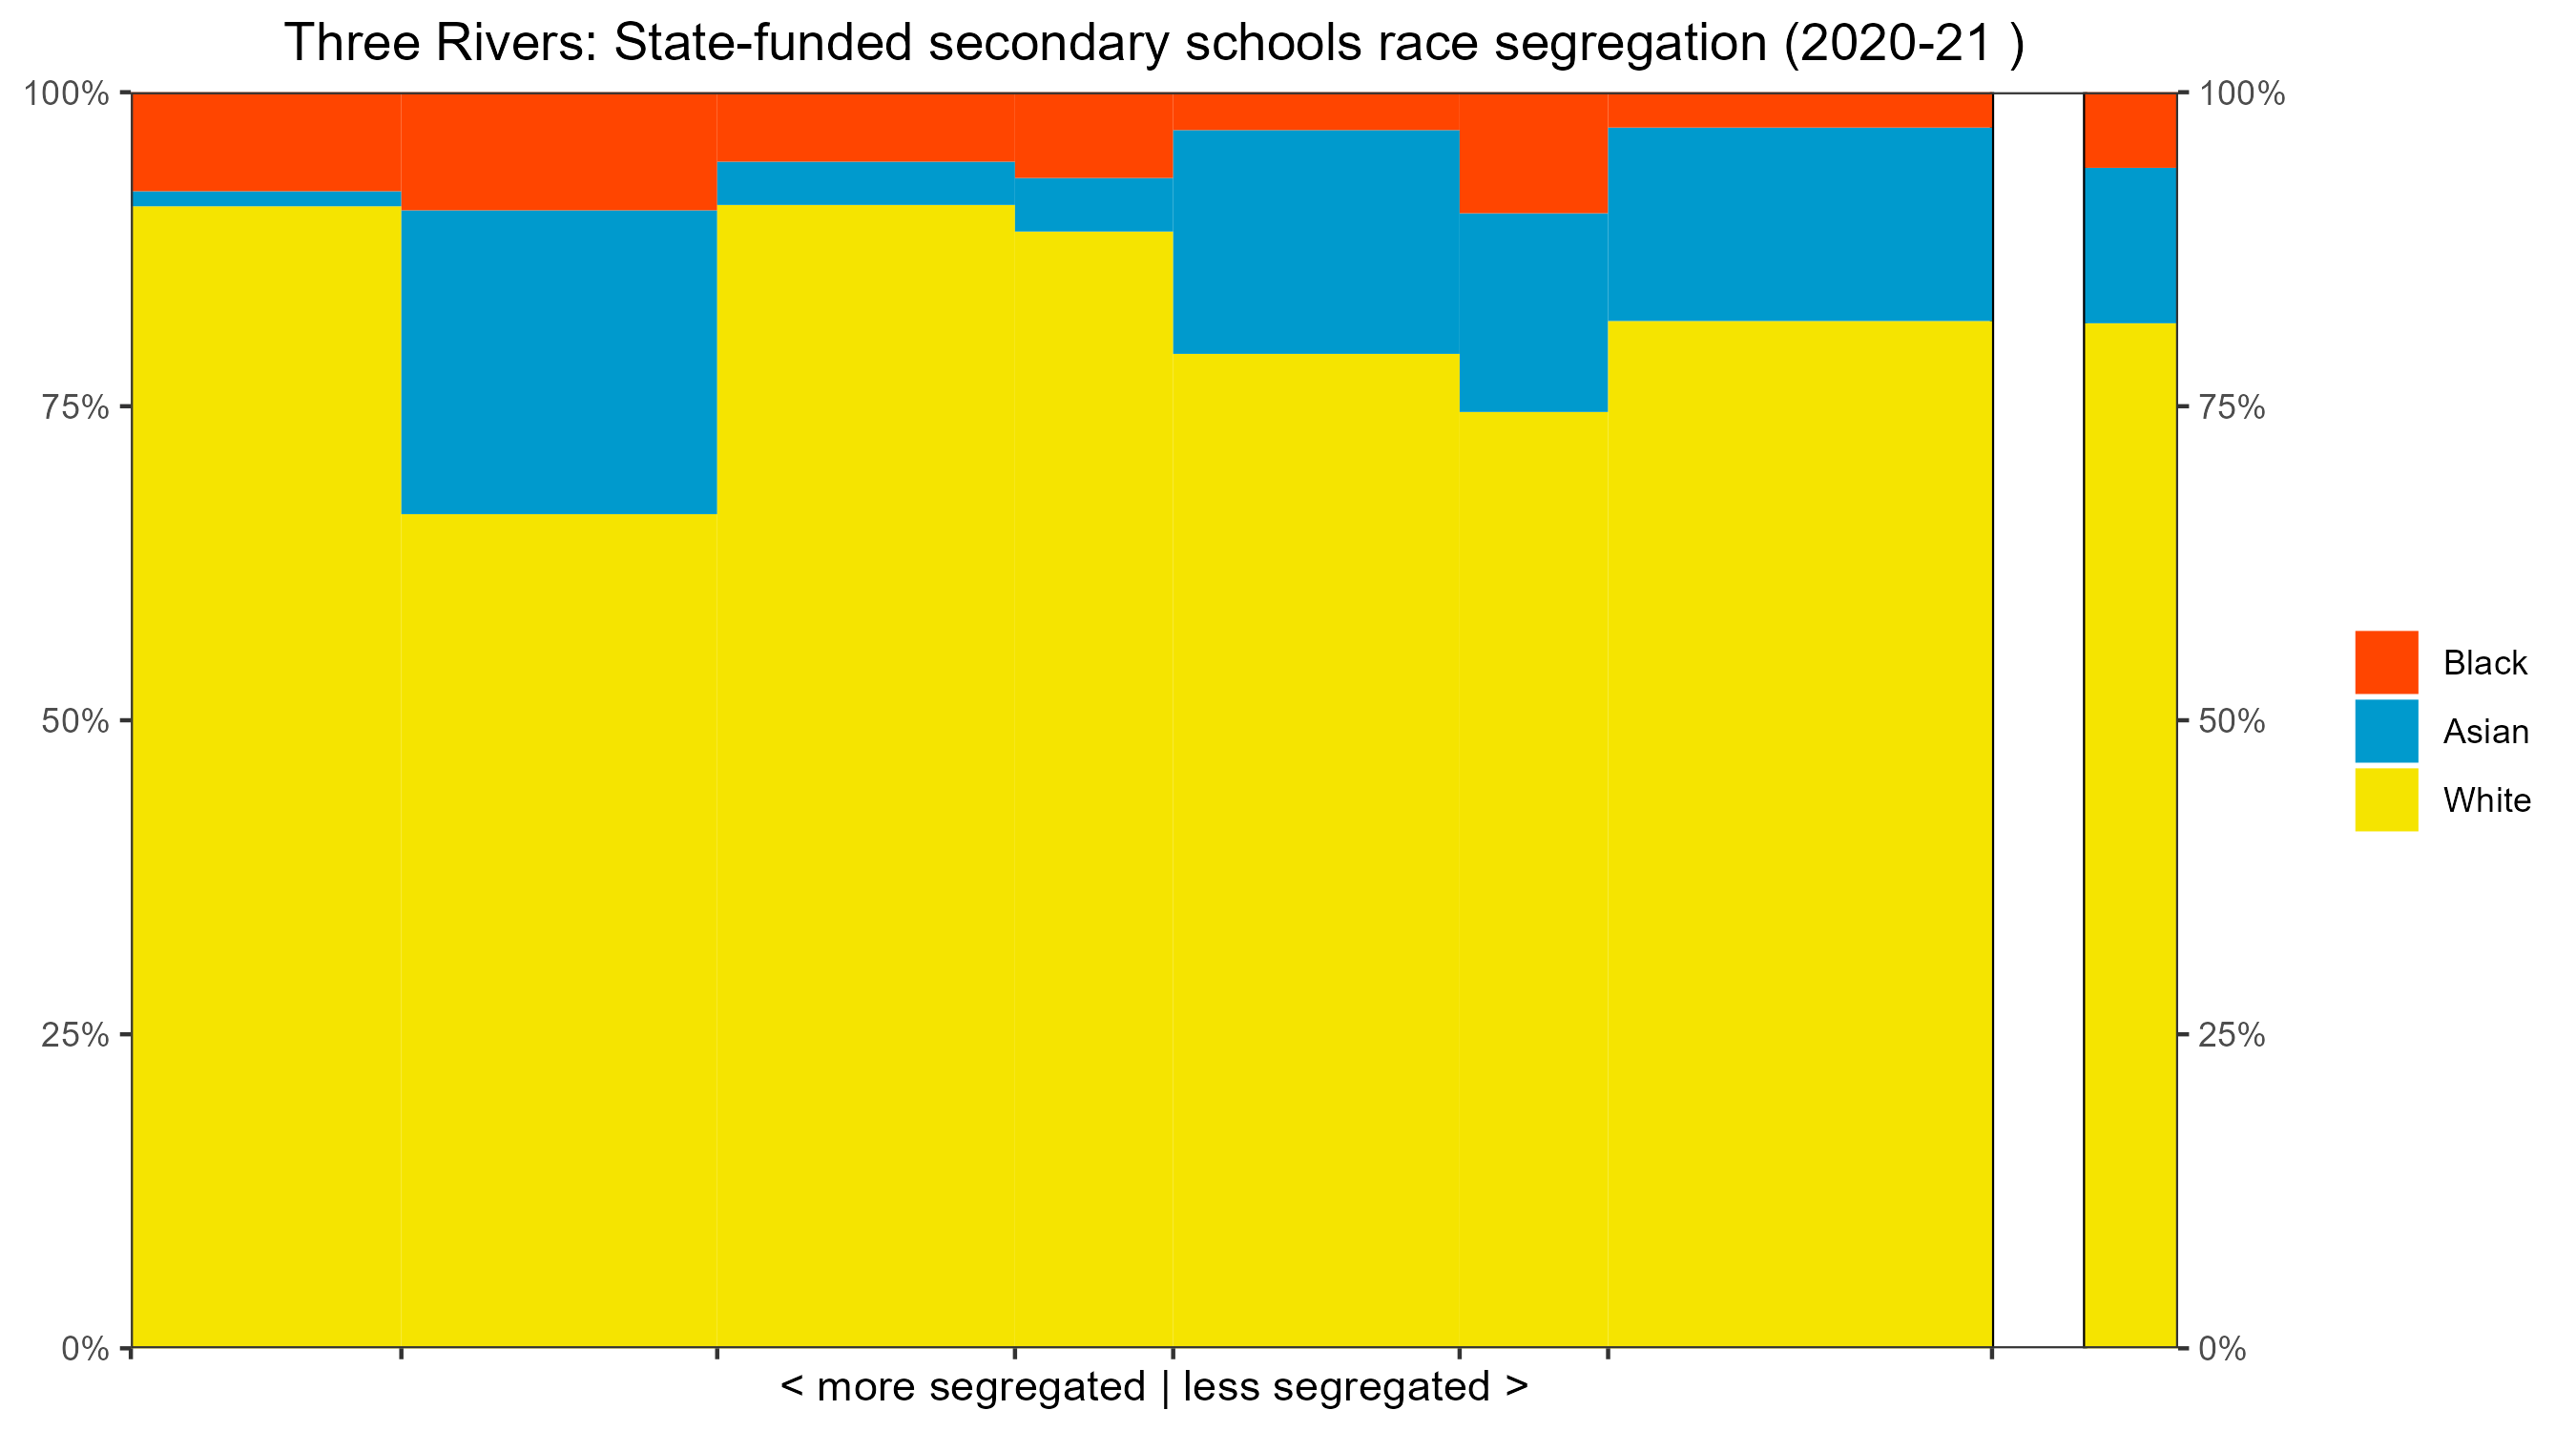 Three Rivers: State-funded secondary schools race segregation (2020-21 )
100%
75%
50%
25%
0%
100%
75%
50%
25%
0%
Black
Asian
White
< more segregated | less segregated >